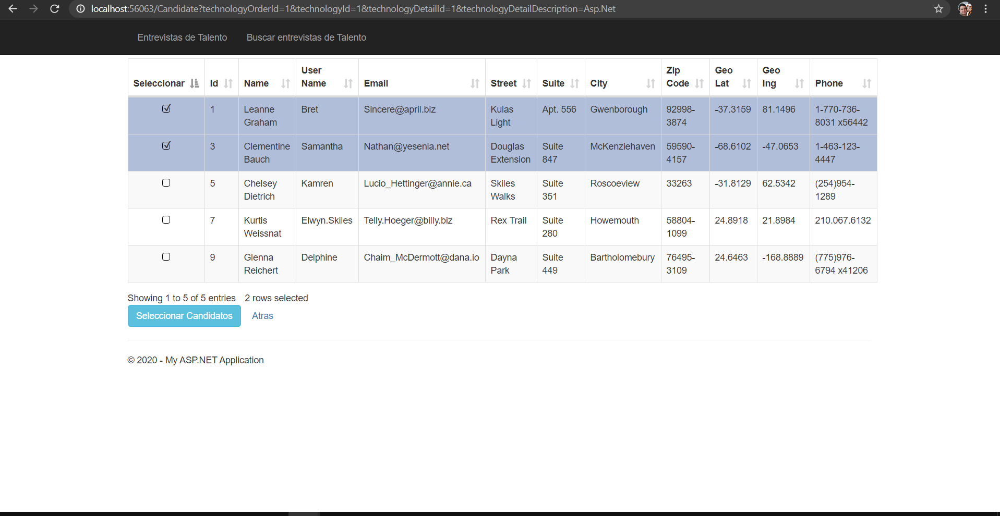 localhost:56063/Candidate?technologyOrderId=1&technologyId=1&technologyDetailId=1&technologyDetailDescription=Asp.Net
Entrevistas de Talento Buscar entrevistas de Talento
Seleccionar Id Name User Name Email Street Suite City Zip Code Geo Lat Geo lng Phone
1 Leanne Graham Bret Sincere@april.biz Kulas Light Apt. 556 Gwenborough 92998-3874 -37.3159 81.1496 1-770-736-8031 x56442
3 Clementine Bauch Samantha Nathan@yesenia.net Douglas Extension Suite 847 McKenziehaven 59590-4157 -68.6102 -47.0653 1-463-123-4447
5 Chelsey Dietrich Kamren Lucio_Hettinger@annie.ca Skiles Walks Suite 351 Roscoeview 33263 -31.8129 62.5342 (254)954-1289
7 Kurtis Weissnat Elwyn.Skiles Telly.Hoeger@billy.biz Rex Trail Suite 280 Howemouth 58804-1099 24.8918 21.8984 210.067.6132
9 Glenna Reichert Delphine Chaim_McDermott@dana.io Dayna Park Suite 449 Bartholomebury 76495-3109 24.6463 -168.8889 (775)976-6794 x41206
Showing 1 to 5 of 5 entries 2 rows selected
Seleccionar Candidatos Atras
© 2020 - My ASP.NET Application